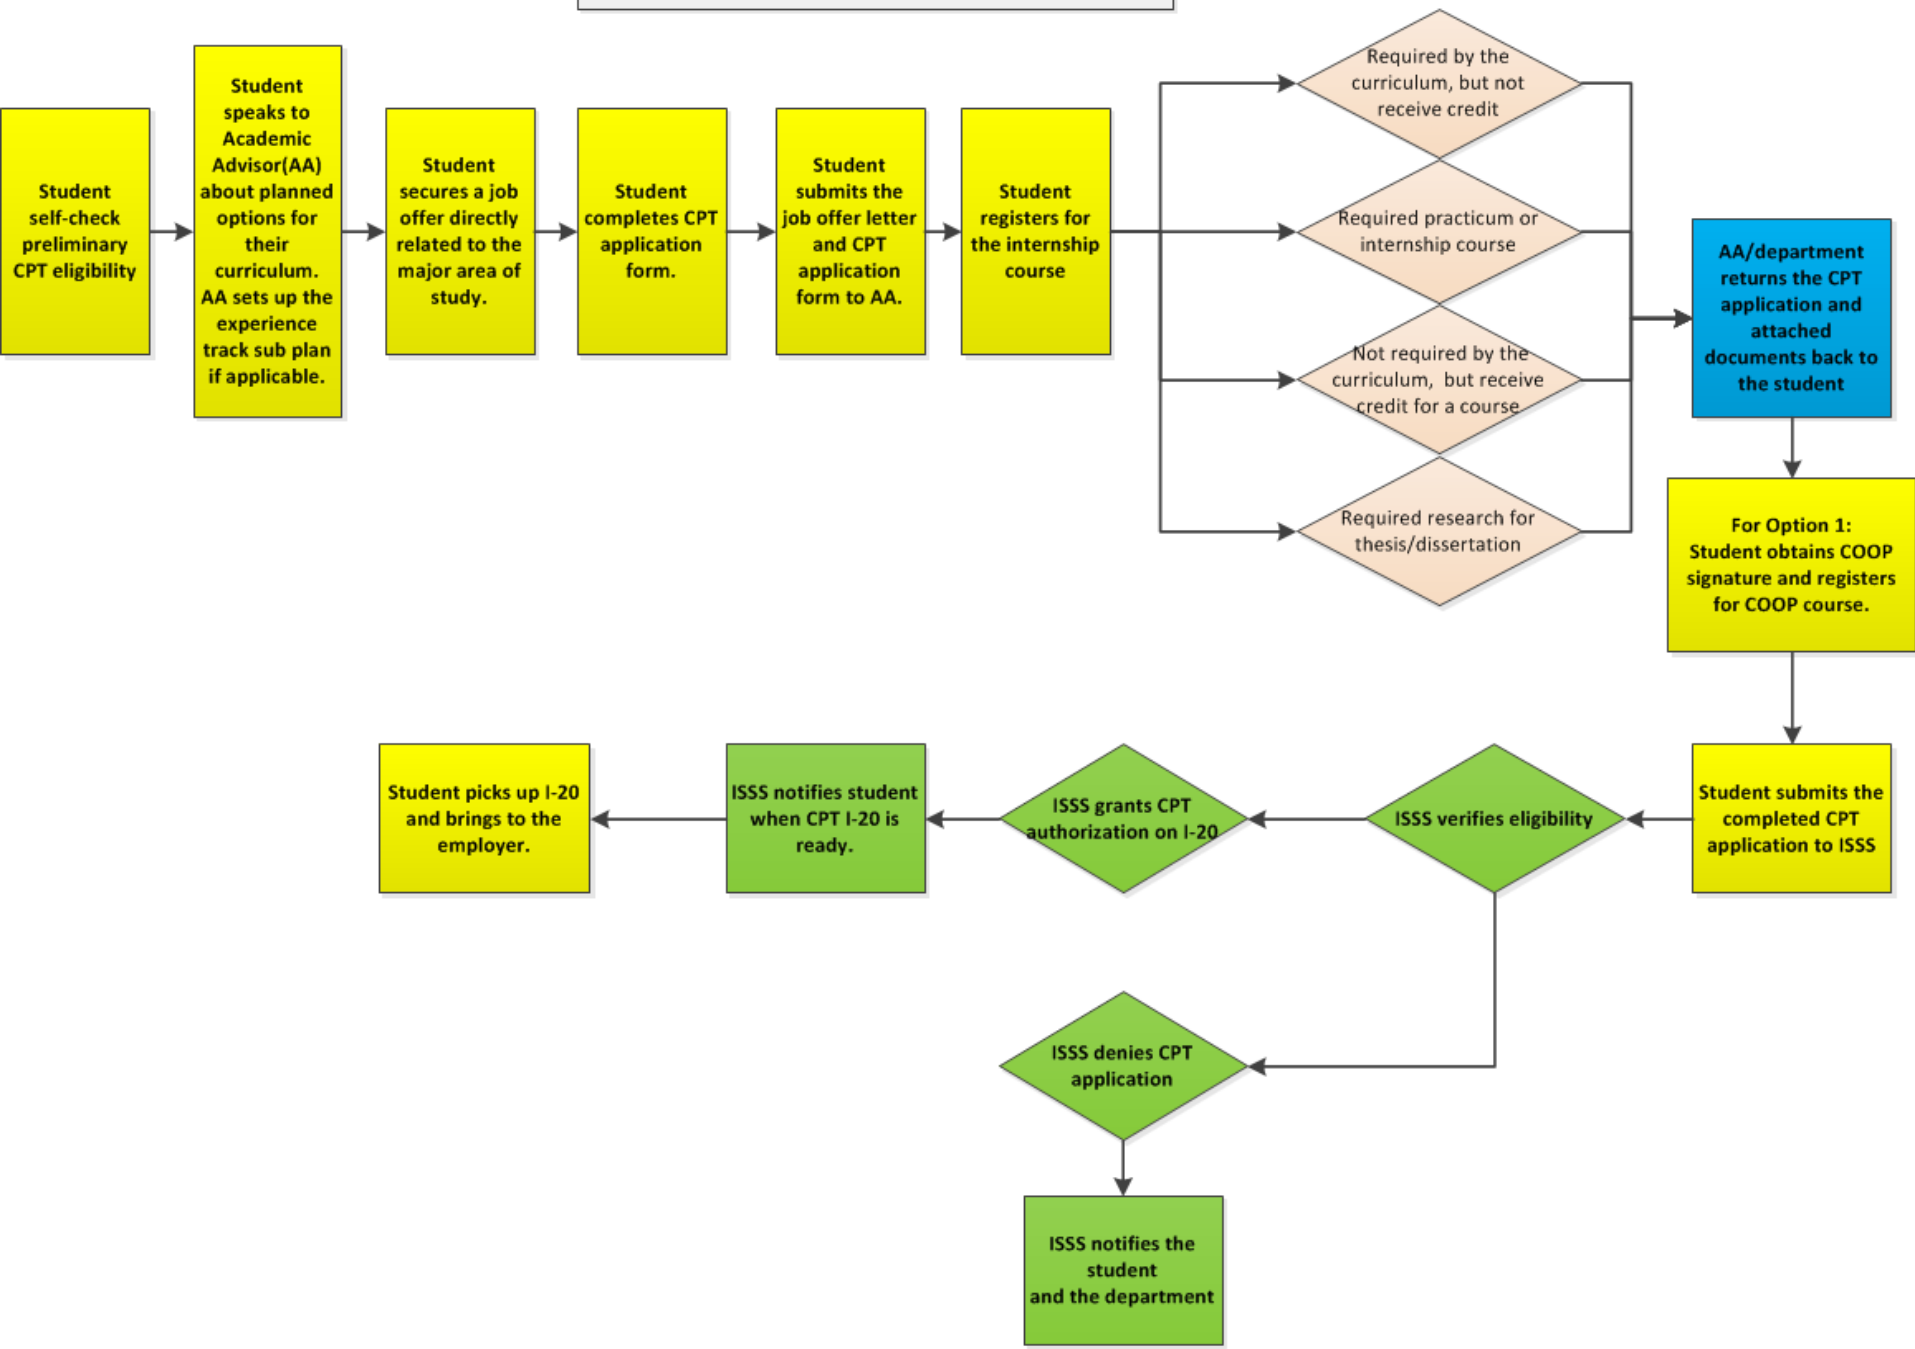 Student
self-check
preliminary
CPT eligibility
Student
speaks to
Academic
Advisor(AA)
about planned
options for
their
curriculum.
AA sets up the
experience
track sub plan
if applicable.
Student
secures a job
offer directly
related to the
major area of
study.
Student
completes CPT
application
form.
Student
submits the
job offer letter
and CPT
application
form to AA.
Student
registers for
the internship
course
Required by the
curriculum, but not
receive credit
Required practicum or
internship course
Not required by the
curriculum, but receive
credit for a course
Required research for
thesis/dissertation
AA/department
returns the CPT
application and
attached
documents back to
the student
For Option 1:
Student obtains COOP
signature and registers
for COOP course.
Student submits the
completed CPT
application to ISSS
ISSS verifies eligibility
ISSS grants CPT
authorization on I-20
ISSS notifies student
when CPT I-20 is
ready.
Student picks up I-20
and brings to the
employer.
ISSS denies CPT
application
ISSS notifies the
student
and the department